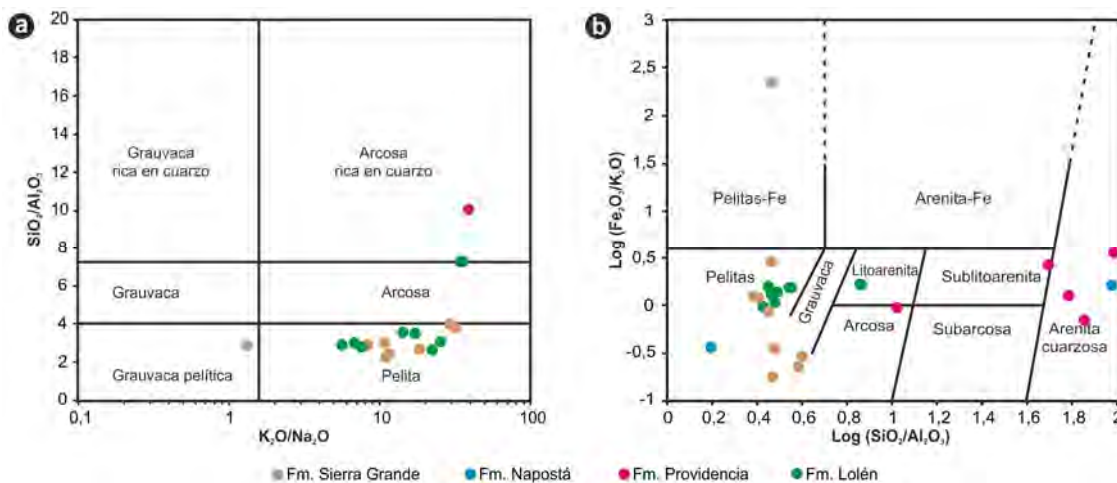 a
20
18
16
14
12
10
8
6
4
2
0
SiO₂/Al₂O₃
Grauvaca
rica en cuarzo
Arcosa
rica en cuarzo
Grauvaca
Arcosa
Grauvaca pelítica
Pelita
0,1
1
10
100
K₂O/Na₂O
b
3
2,5
2
1,5
1
0,5
0
-0,5
-1
Log (Fe₂O₃/K₂O)
Pelitas-Fe
Arenita-Fe
Pelitas
Grauvaca
Litoarenita
Sublitoarenita
Arcosa
Subarcosa
Arenita
cuarzosa
0
0,2
0,4
0,6
0,8
1
1,2
1,4
1,6
1,8
2
Log (SiO₂/Al₂O₃)
Fm. Sierra Grande
Fm. Napostá
Fm. Providencia
Fm. Lolén